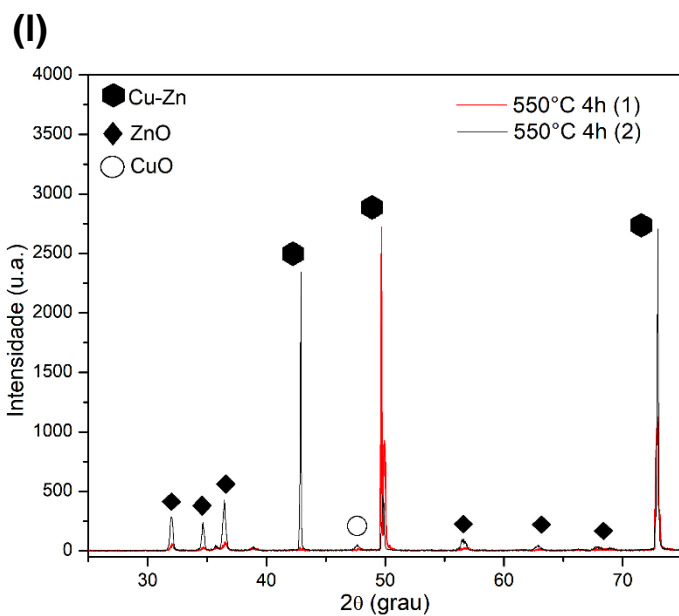 (l)
4000
3500
3000
2500
2000
1500
1000
500
0
Intensidade (u.a.)
Cu-Zn
ZnO
CuO
550°C 4h (1)
550°C 4h (2)
30 40 50 60 70
2θ (grau)